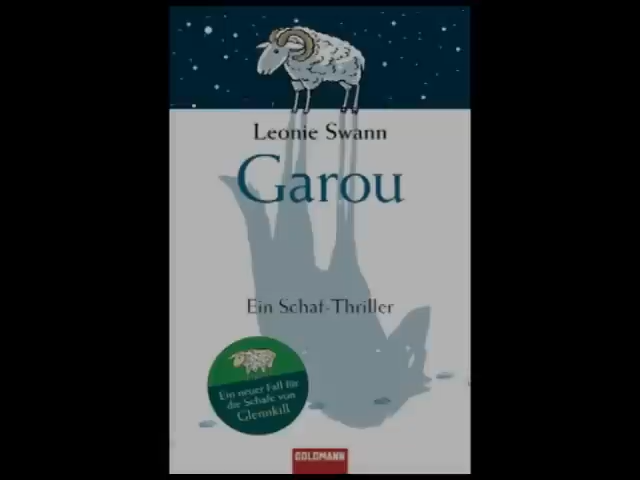 Leonie Swann
Garou
Ein Schaf-Thriller
Ein neuer Fall für
die Schafe von
Glennkill
GOLDMANN